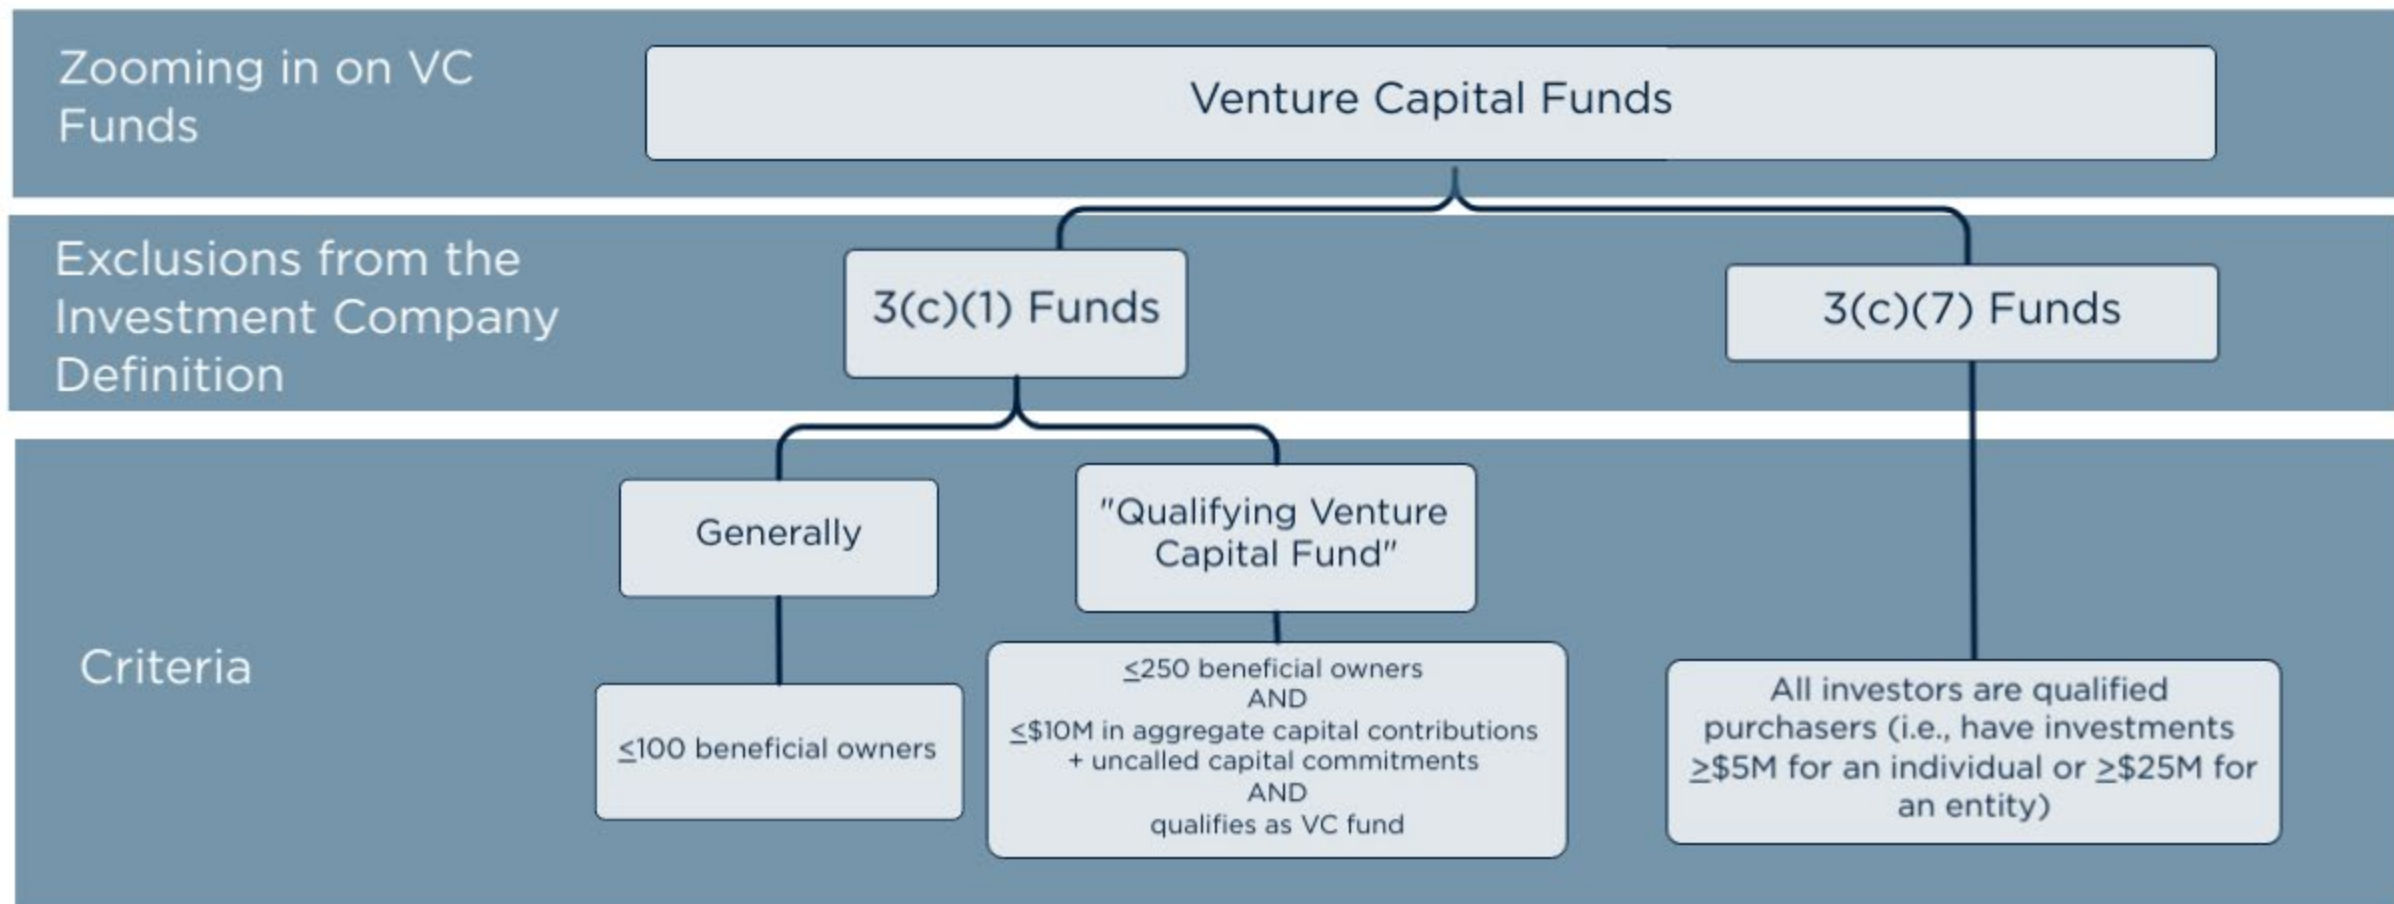 Zooming in on VC
Funds
Venture Capital Funds
Exclusions from the
Investment Company
Definition
3(c)(1) Funds
3(c)(7) Funds
Criteria
Generally
"Qualifying Venture
Capital Fund"
≤100 beneficial owners
≤250 beneficial owners
AND
≤$10M in aggregate capital contributions
+ uncalled capital commitments
AND
qualifies as VC fund
All investors are qualified
purchasers (i.e., have investments
≥$5M for an individual or ≥$25M for
an entity)